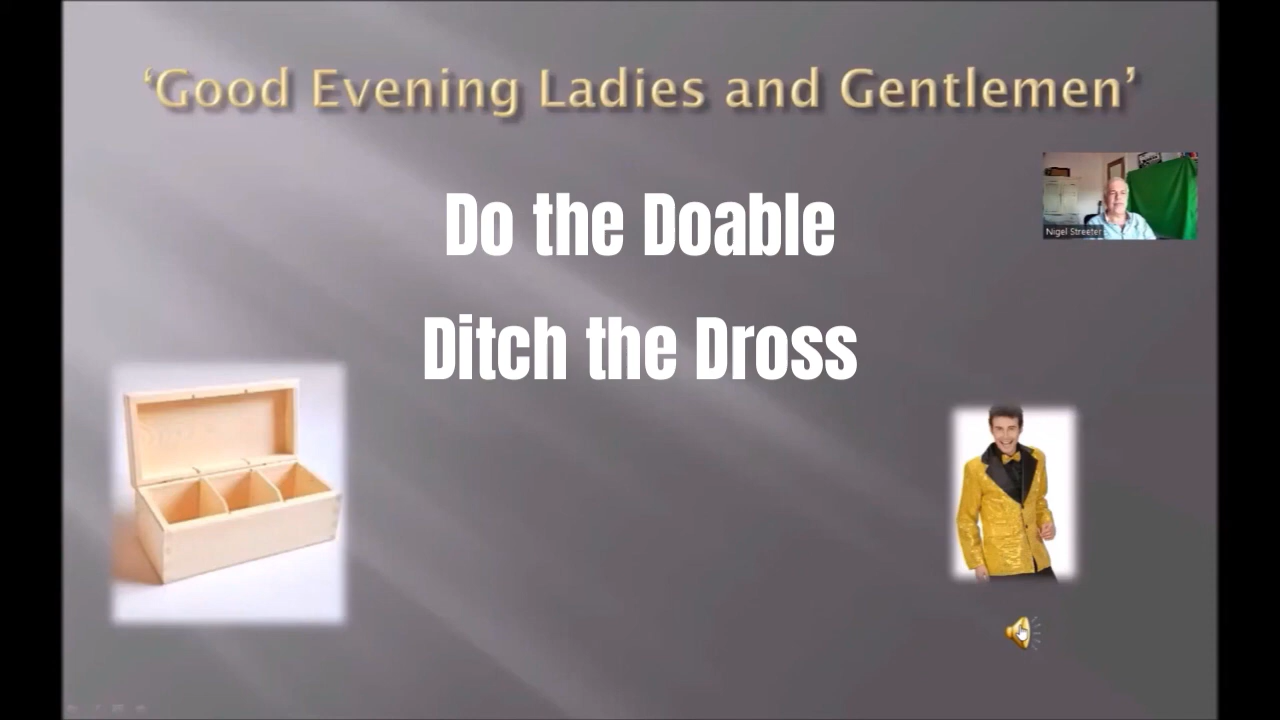 ‘Good Evening Ladies and Gentlemen’
Do the Doable
Nigel Streeter
Ditch the Dross